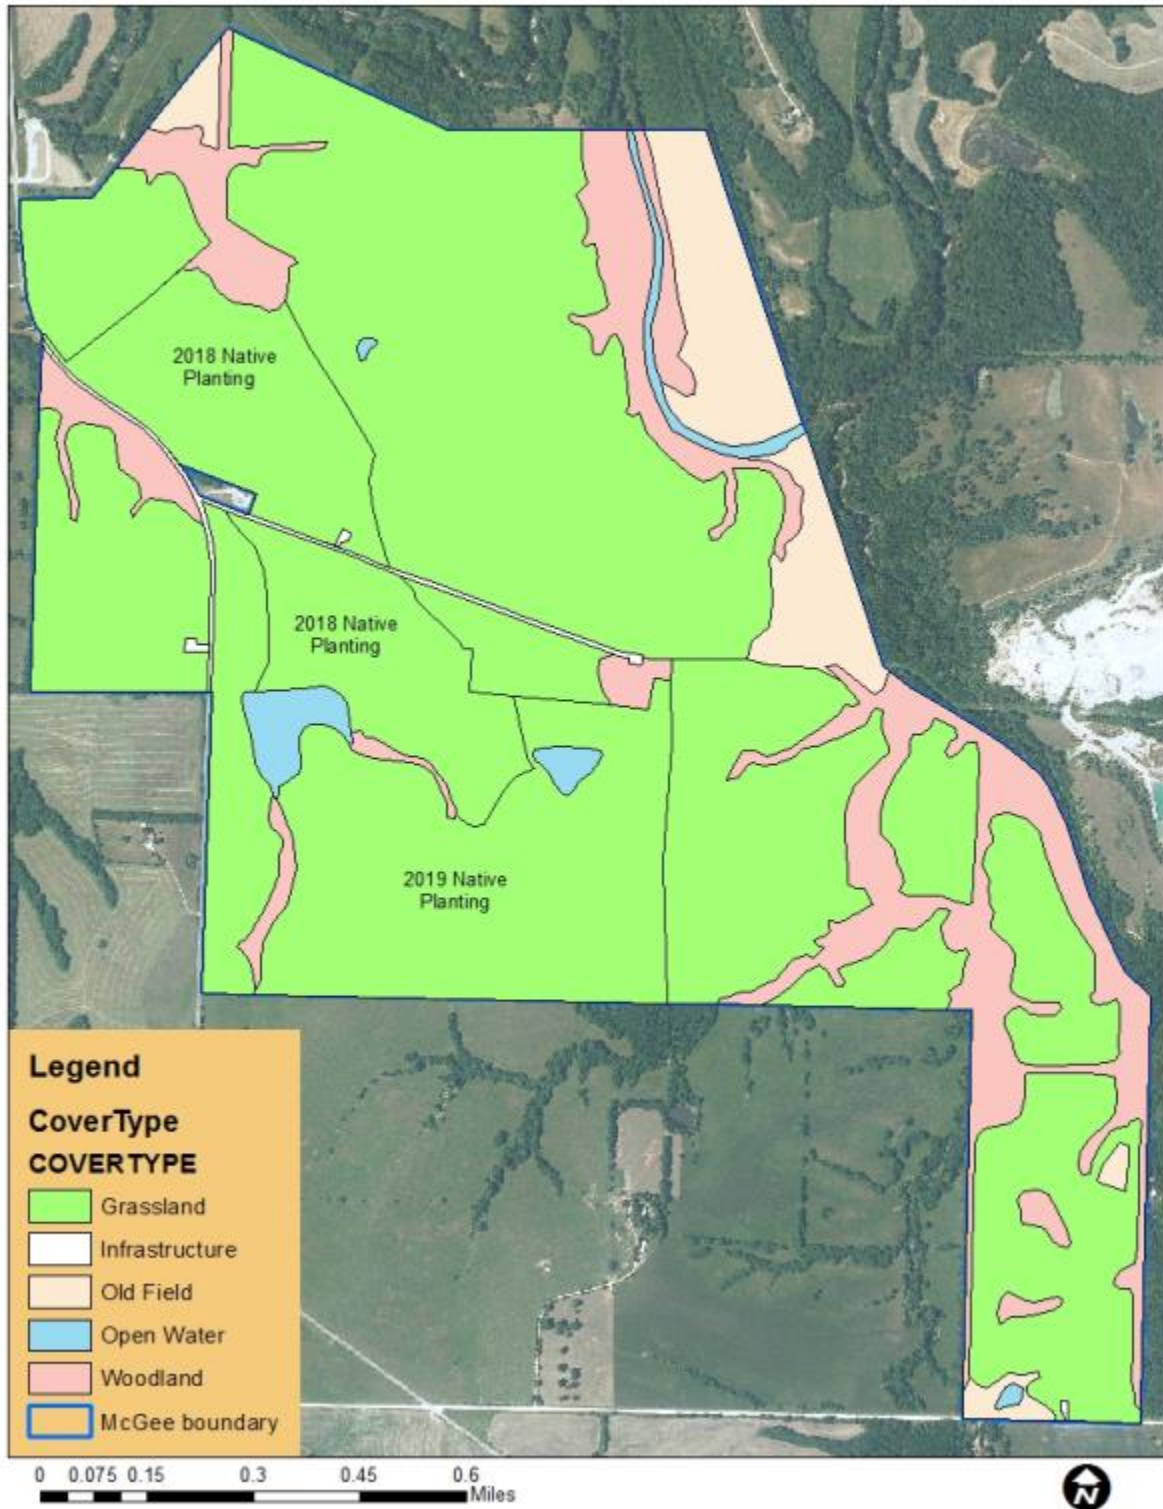 2018 Native
Planting
2018 Native
Planting
2019 Native
Planting
Legend
CoverType
COVERTYPE
Grassland
Infrastructure
Old Field
Open Water
Woodland
McGee boundary
0 0.075 0.15 0.3 0.45 0.6
Miles
N